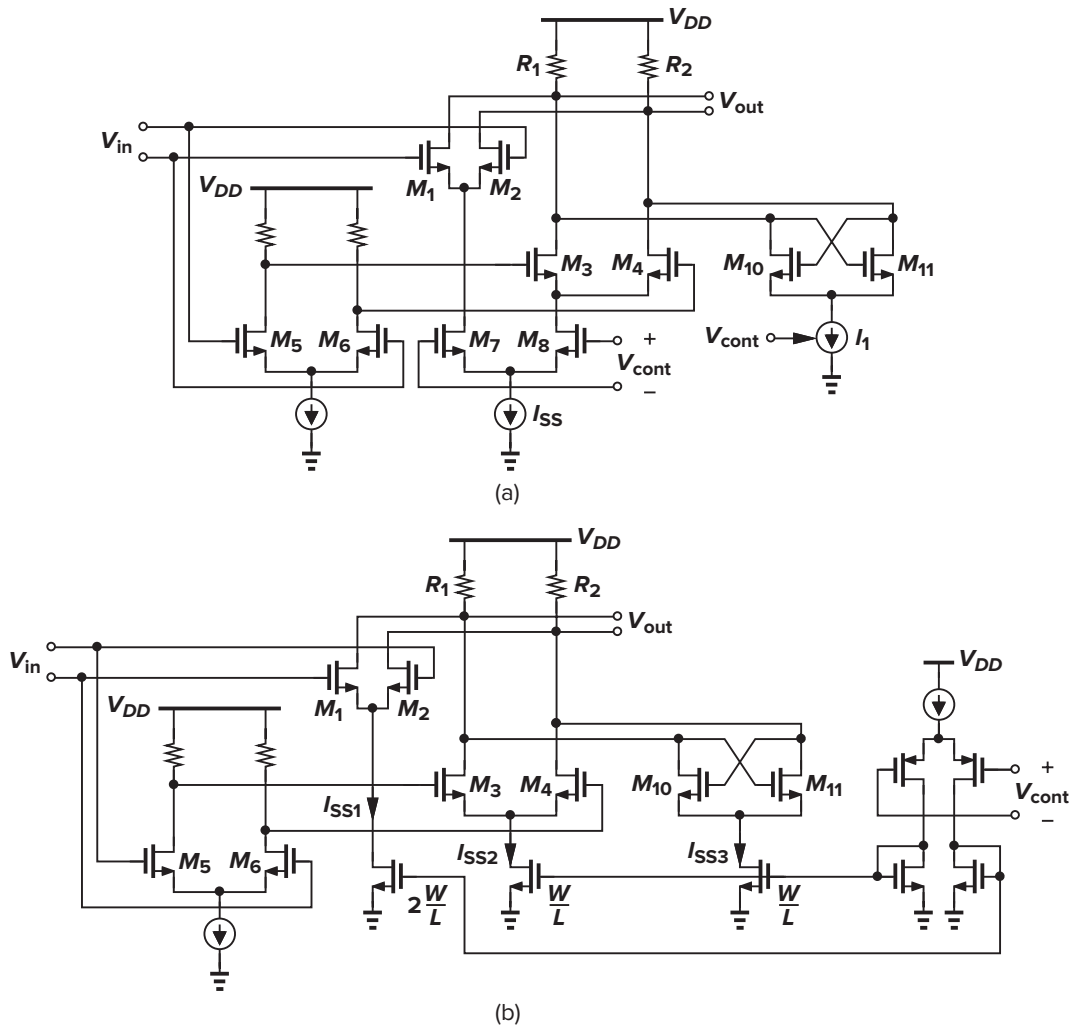 V_DD
R_1 R_2
V_out
V_in
M_1 M_2
V_DD
M_3 M_4 M_10 M_11
M_5 M_6 M_7 M_8 + V_cont −
V_cont I_1
I_SS
(a)
V_DD
R_1 R_2
V_out
V_in
V_DD
M_1 M_2
V_DD
M_3 M_4 M_10 M_11 + V_cont −
I_SS1
I_SS2 I_SS3
M_5 M_6
2 W/L W/L W/L
(b)